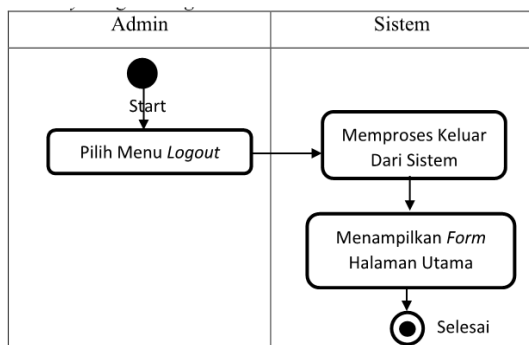 Admin
Sistem
Start
Pilih Menu Logout
Memproses Keluar
Dari Sistem
Menampilkan Form
Halaman Utama
Selesai